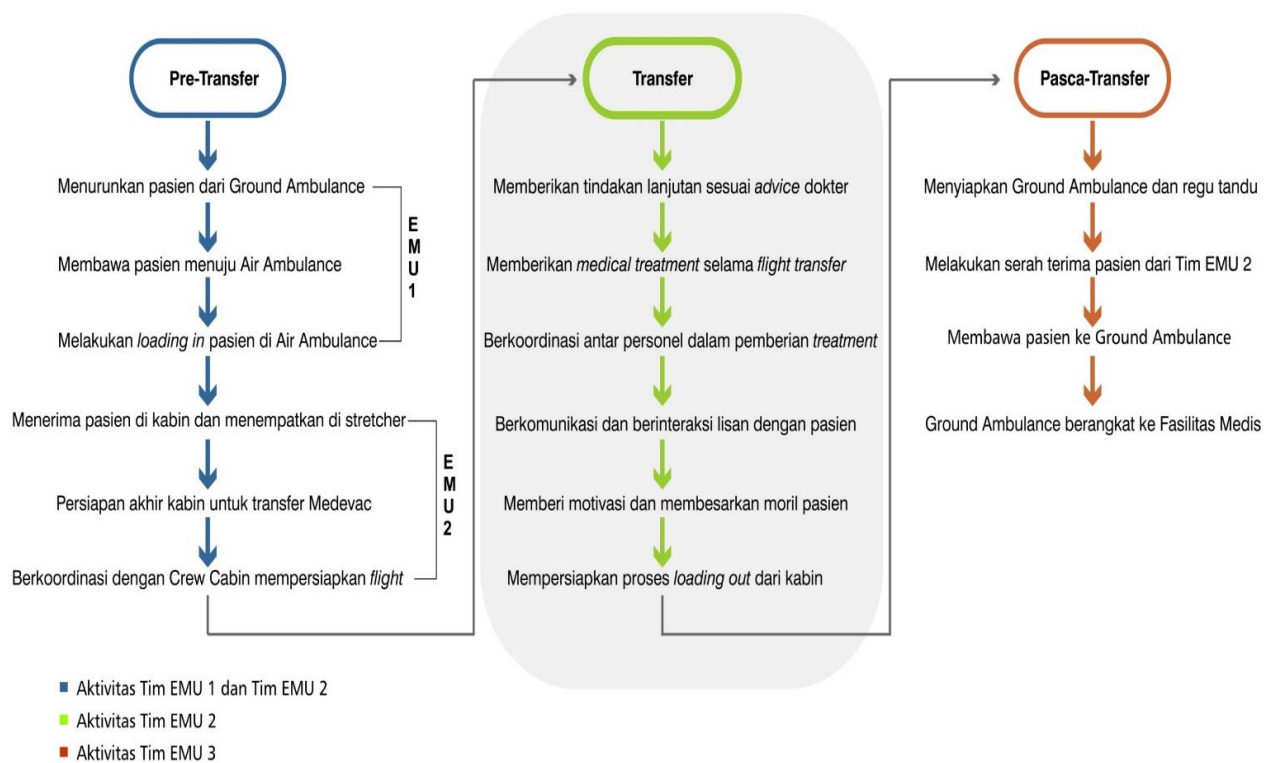 Pre-Transfer
Menurunkan pasien dari Ground Ambulance
Membawa pasien menuju Air Ambulance
Melakukan loading in pasien di Air Ambulance
EMU1
Menerima pasien di kabin dan menempatkan di stretcher
Persiapan akhir kabin untuk transfer Medevac
Berkoordinasi dengan Crew Cabin mempersiapkan flight
EMU2
Transfer
Memberikan tindakan lanjutan sesuai advice dokter
Memberikan medical treatment selama flight transfer
Berkoordinasi antar personel dalam pemberian treatment
Berkomunikasi dan berinteraksi lisan dengan pasien
Memberi motivasi dan membesarkan moril pasien
Mempersiapkan proses loading out dari kabin
Pasca-Transfer
Menyiapkan Ground Ambulance dan regu tandu
Melakukan serah terima pasien dari Tim EMU 2
Membawa pasien ke Ground Ambulance
Ground Ambulance berangkat ke Fasilitas Medis
Aktivitas Tim EMU 1 dan Tim EMU 2
Aktivitas Tim EMU 2
Aktivitas Tim EMU 3